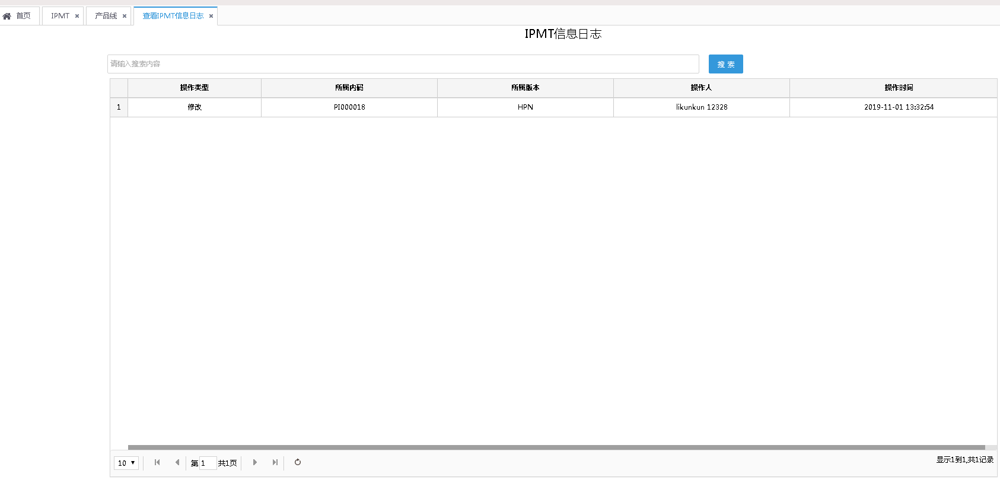 首页 IPMT 产品线 查看IPMT信息日志
IPMT信息日志
请输入搜索内容 搜 索
操作类型 所属内码 所属版本 操作人 操作时间
1 修改 PI000018 HPN likunkun 12328 2019-11-01 13:32:54
10 第 1 共1页 显示1到1,共1记录